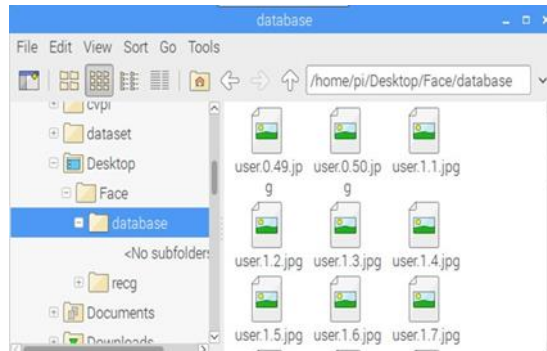 database
File Edit View Sort Go Tools
/home/pi/Desktop/Face/database
cvpi
dataset
Desktop
Face
database
<No subfolders
recg
Documents
Downloads
user.0.49.jp
g
user.0.50.jp
g
user.1.1.jpg
user.1.2.jpg user.1.3.jpg user.1.4.jpg
user.1.5.jpg user.1.6.jpg user.1.7.jpg